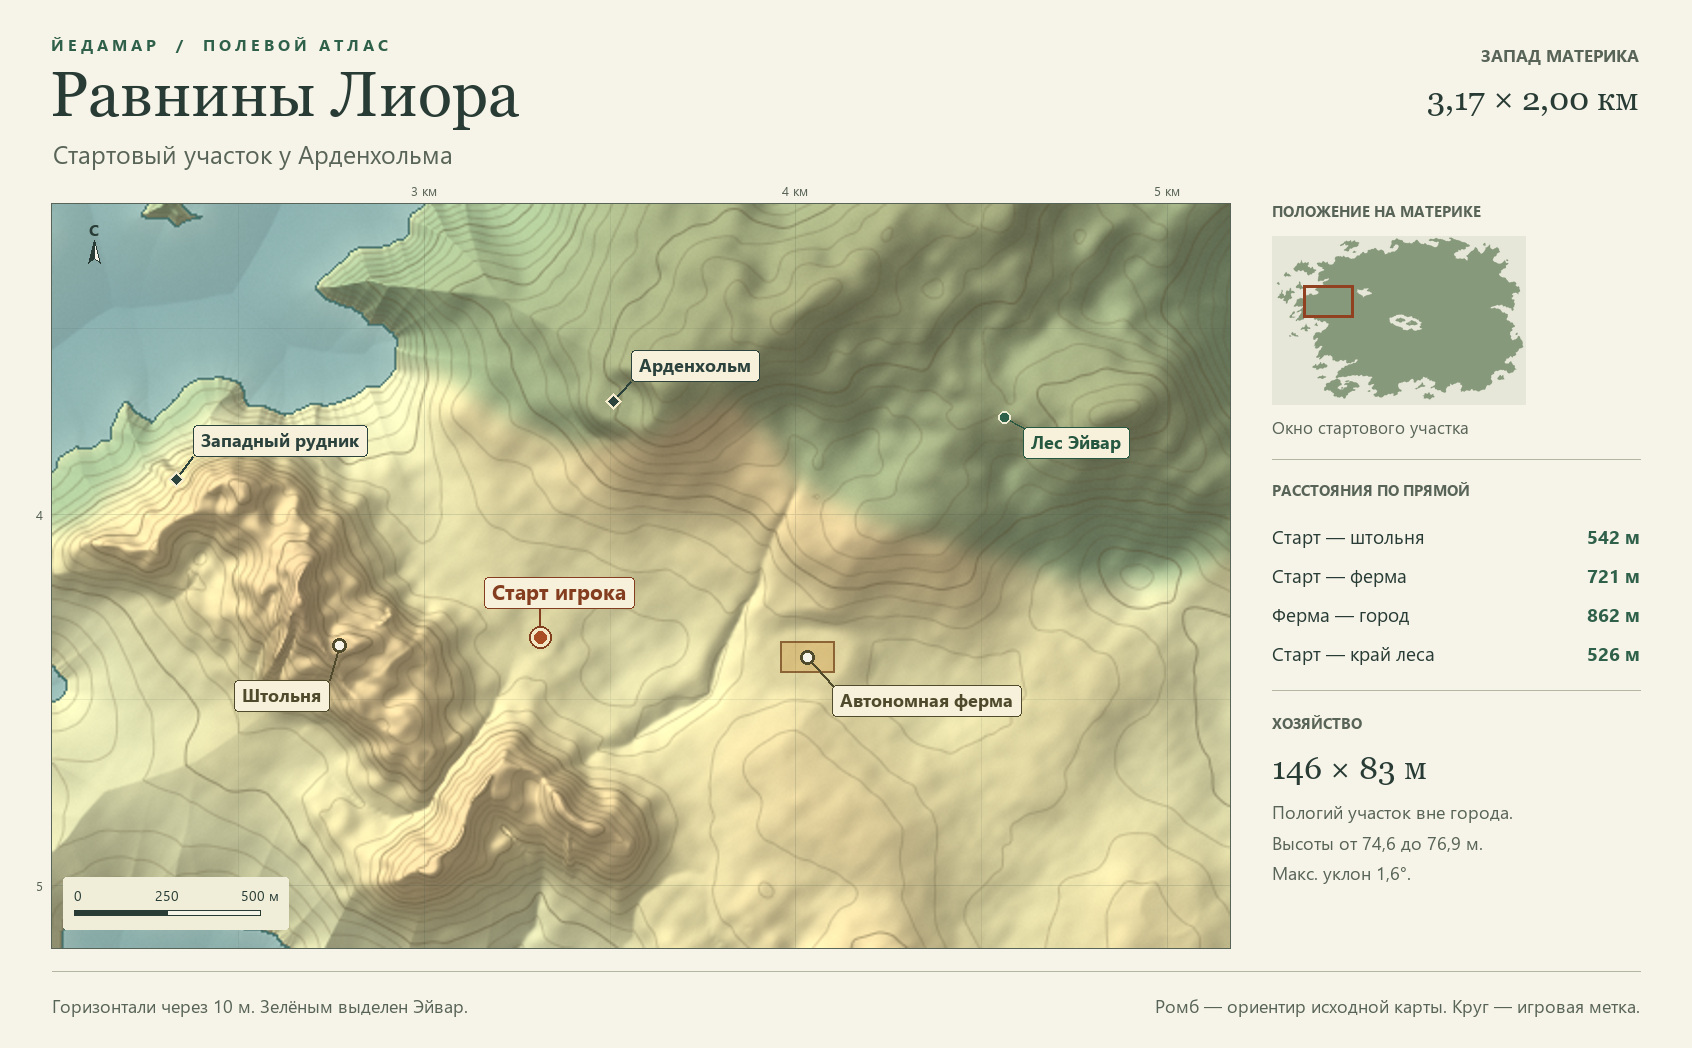 ЙЕДАМАР / ПОЛЕВОЙ АТЛАС
Равнины Лиора
Стартовый участок у Арденхольма
ЗАПАД МАТЕРИКА
3,17 × 2,00 км
3 км
4 км
5 км
С
Арденхольм
Западный рудник
Лес Эйвар
4
Старт игрока
Штольня
Автономная ферма
5
0
250
500 м
ПОЛОЖЕНИЕ НА МАТЕРИКЕ
Окно стартового участка
РАССТОЯНИЯ ПО ПРЯМОЙ
Старт — штольня 542 м
Старт — ферма 721 м
Ферма — город 862 м
Старт — край леса 526 м
ХОЗЯЙСТВО
146 × 83 м
Пологий участок вне города.
Высоты от 74,6 до 76,9 м.
Макс. уклон 1,6°.
Горизонтали через 10 м. Зелёным выделен Эйвар.
Ромб — ориентир исходной карты. Круг — игровая метка.